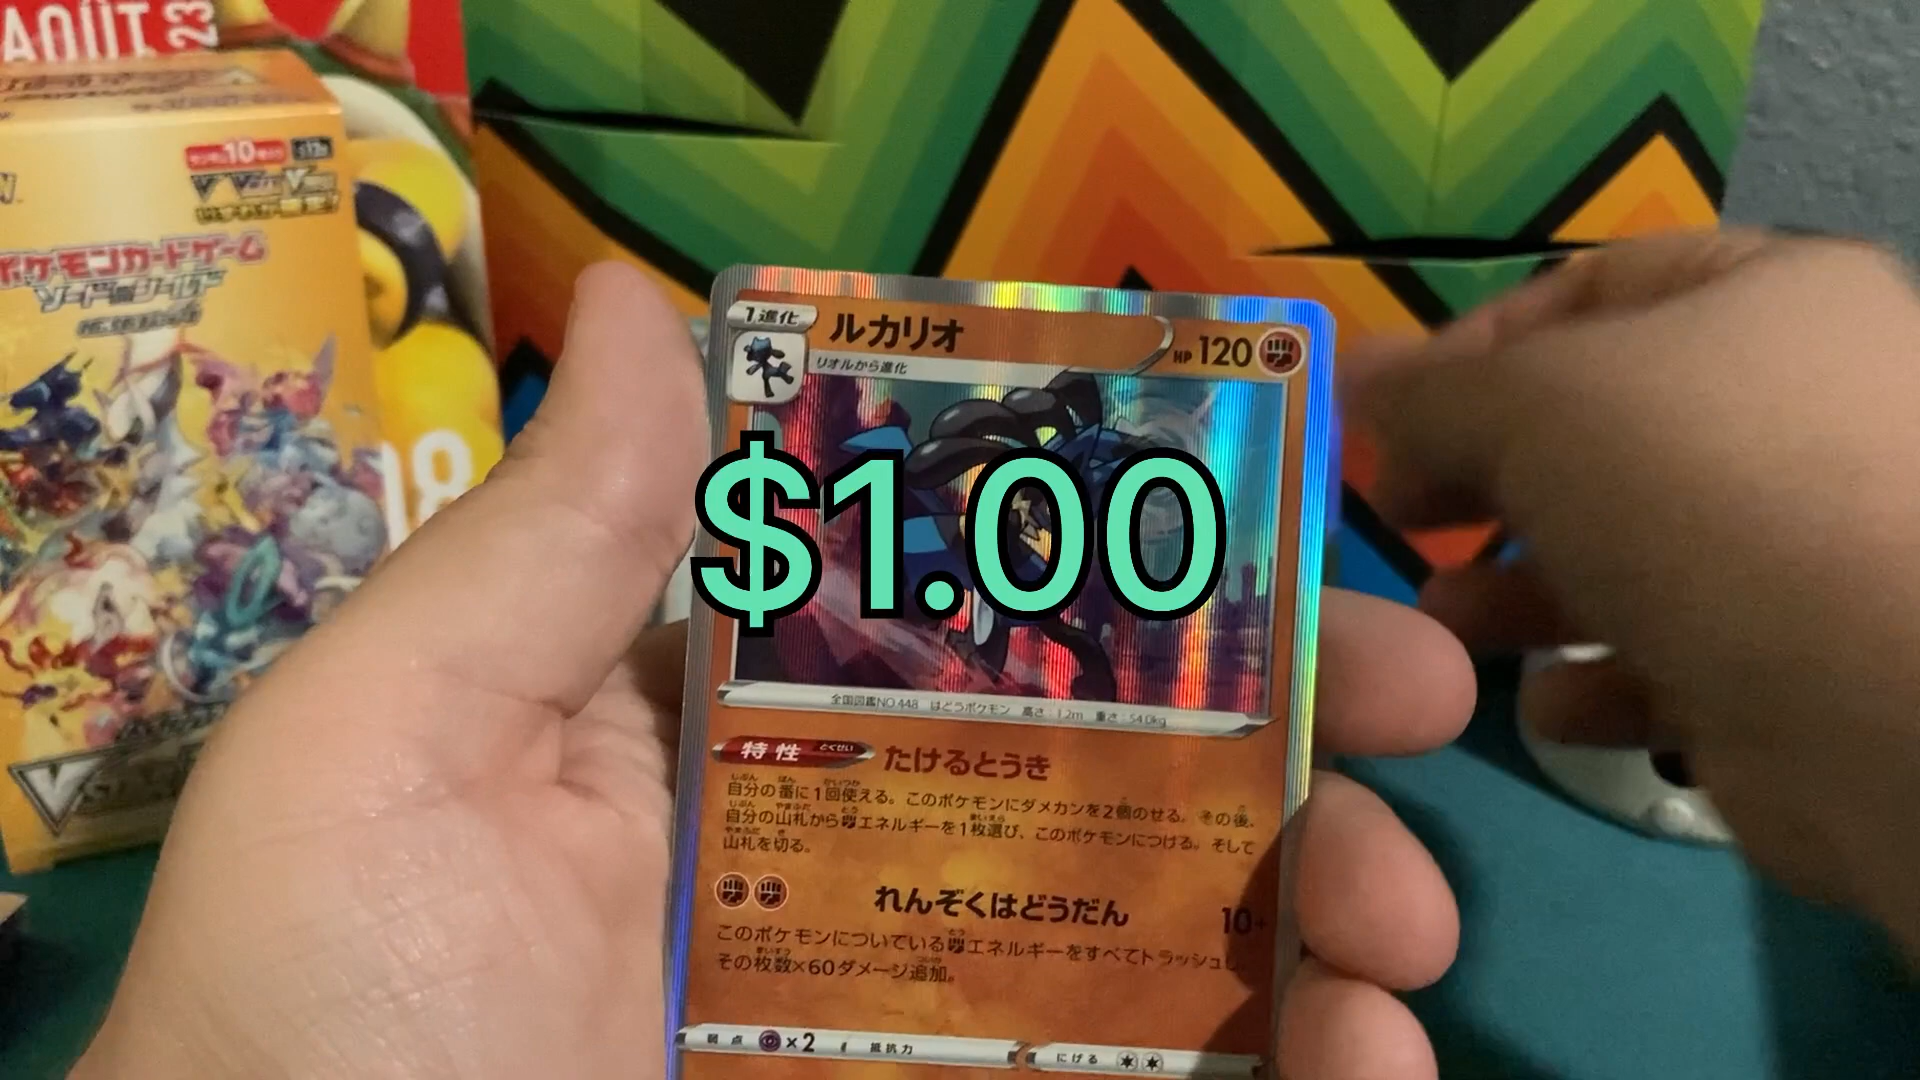 AOÛT
23
18
10
ポケモンカードゲーム
ソード&シールド
1進化
ルカリオ
HP 120
リオルから進化
$1.00
全国図鑑NO.448 はどうポケモン 高さ:1.2m 重さ:54.0kg
特性 とくせい たけるとうき
自分の番に1回使える。このポケモンにダメカンを2個のせる。その後、
自分の山札からエネルギーを1枚選び、このポケモンにつける。そして
山札を切る。
れんぞくはどうだん 10+
このポケモンについているエネルギーをすべてトラッシュし、
その枚数×60ダメージ追加。
弱点 ×2 抵抗力 にげる